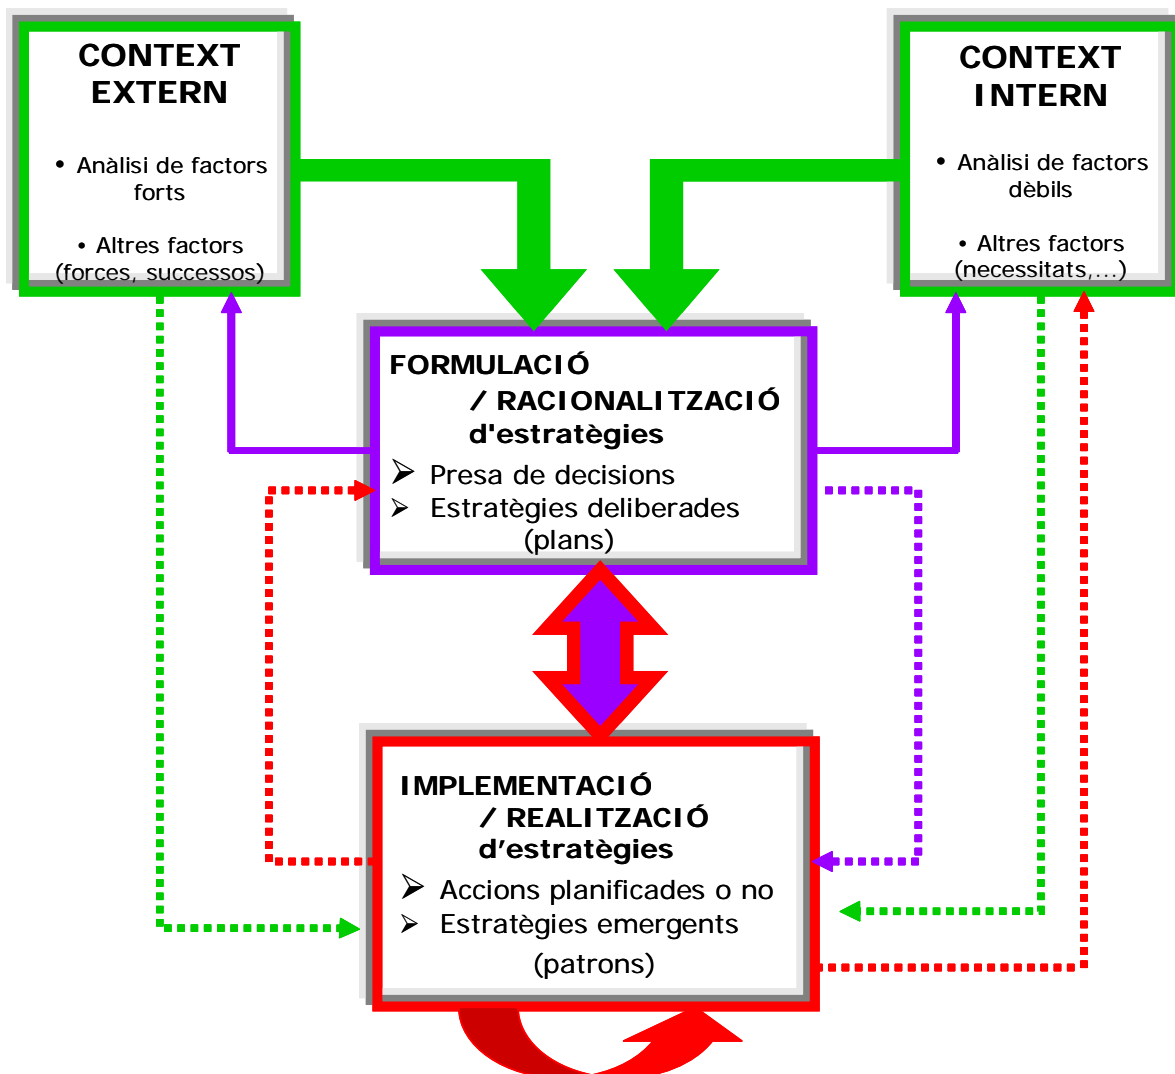 CONTEXT
EXTERN
• Anàlisi de factors
forts
• Altres factors
(forces, successos)
CONTEXT
INTERN
• Anàlisi de factors
dèbils
• Altres factors
(necessitats,...)
FORMULACIÓ
/ RACIONALITZACIÓ
d'estratègies
➢ Presa de decisions
➢ Estratègies deliberades
(plans)
IMPLEMENTACIÓ
/ REALITZACIÓ
d’estratègies
➢ Accions planificades o no
➢ Estratègies emergents
(patrons)